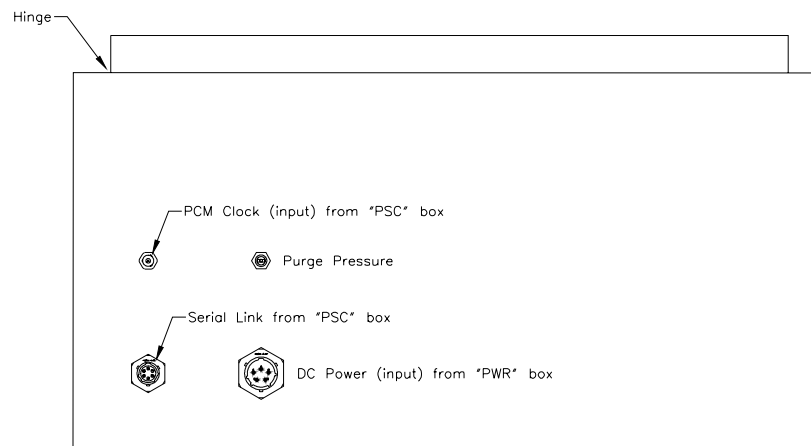 Hinge
PCM Clock (input) from "PSC" box
Purge Pressure
Serial Link from "PSC" box
DC Power (input) from "PWR" box